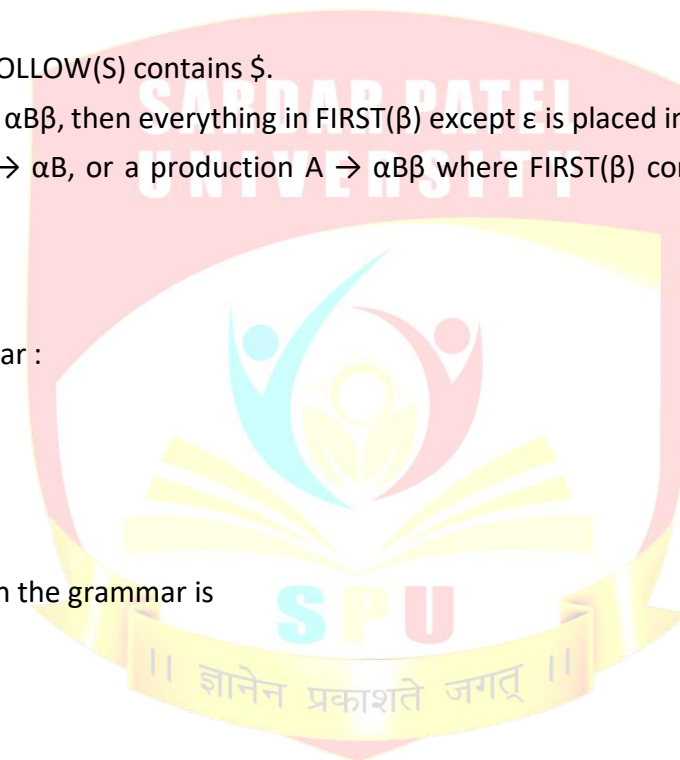 OLLOW(S) contains $.
SARDAR PATEL
αBβ, then everything in FIRST(β) except ε is placed in
→ αB, or a production A → αBβ where FIRST(β) con
UNIVERSITY
ar :
m the grammar is
SPU
॥ ज्ञानेन प्रकाशते जगत् ॥